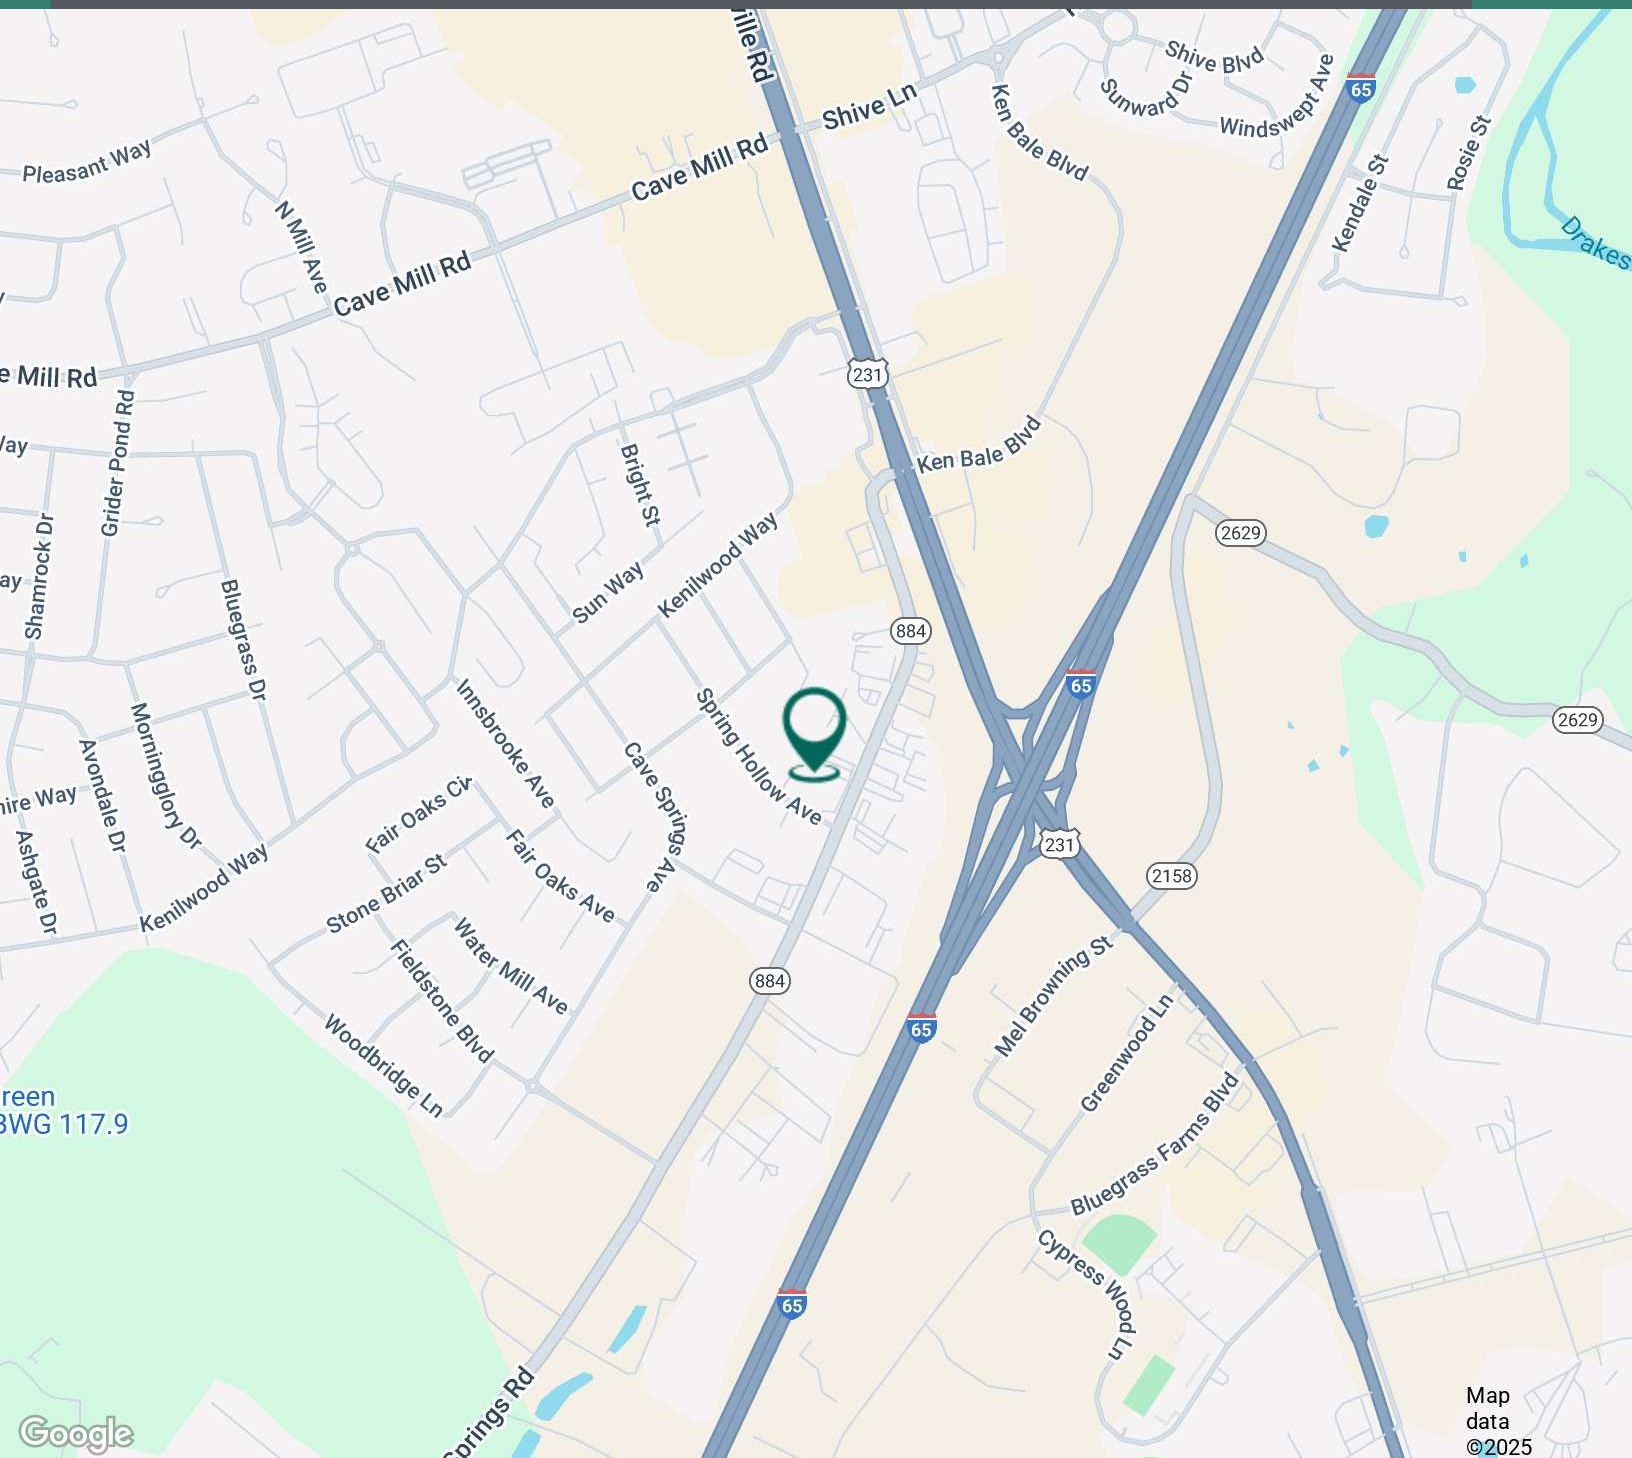 ville Rd
Shive Blvd
Sunward Dr
Windswept Ave
65
Shive Ln
Ken Bale Blvd
Rosie St
Kendale St
Pleasant Way
Cave Mill Rd
N Mill Ave
Drakes
Cave Mill Rd
e Mill Rd
231
Grider Pond Rd
Way
Ken Bale Blvd
Bright St
Shamrock Dr
Kenilwood Way
2629
ay
Sun Way
Bluegrass Dr
884
65
Innsbrooke Ave
Spring Hollow Ave
Morningglory Dr
2629
Avondale Dr
Cave Springs Ave
hire Way
Fair Oaks Cir
Ashgate Dr
Fair Oaks Ave
231
Kenilwood Way
Stone Briar St
2158
Water Mill Ave
Fieldstone Blvd
Mel Browning St
884
Greenwood Ln
65
Woodbridge Ln
reen
BWG 117.9
Bluegrass Farms Blvd
Cypress Wood Ln
65
Springs Rd
Google
Map
data
©2025